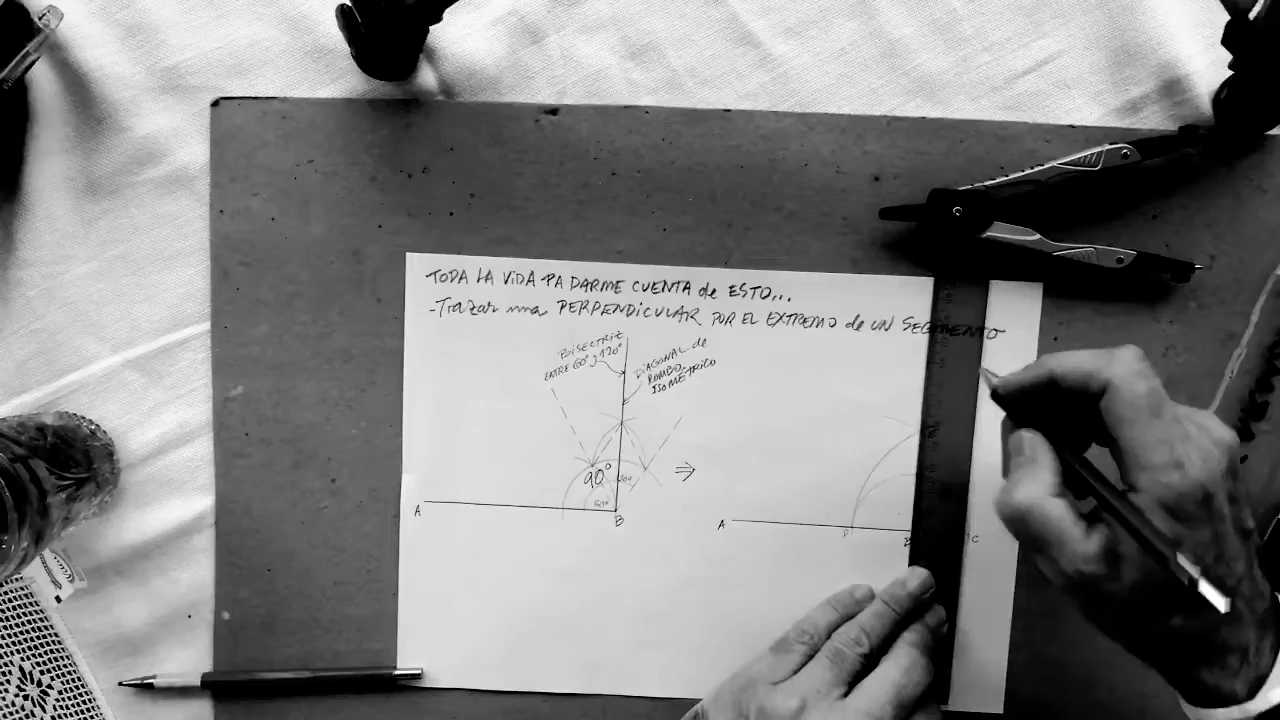 TODA LA VIDA PA DARME CUENTA de ESTO...
-Trazar una PERPENDICULAR POR EL EXTREMO de UN SEGMENTO
BISECTRIZ
ENTRE 60° y 120°
DIAGONAL de
ROMBO
ISOMÉTRICO
90°
60°
A
B
⇒
A
D
C